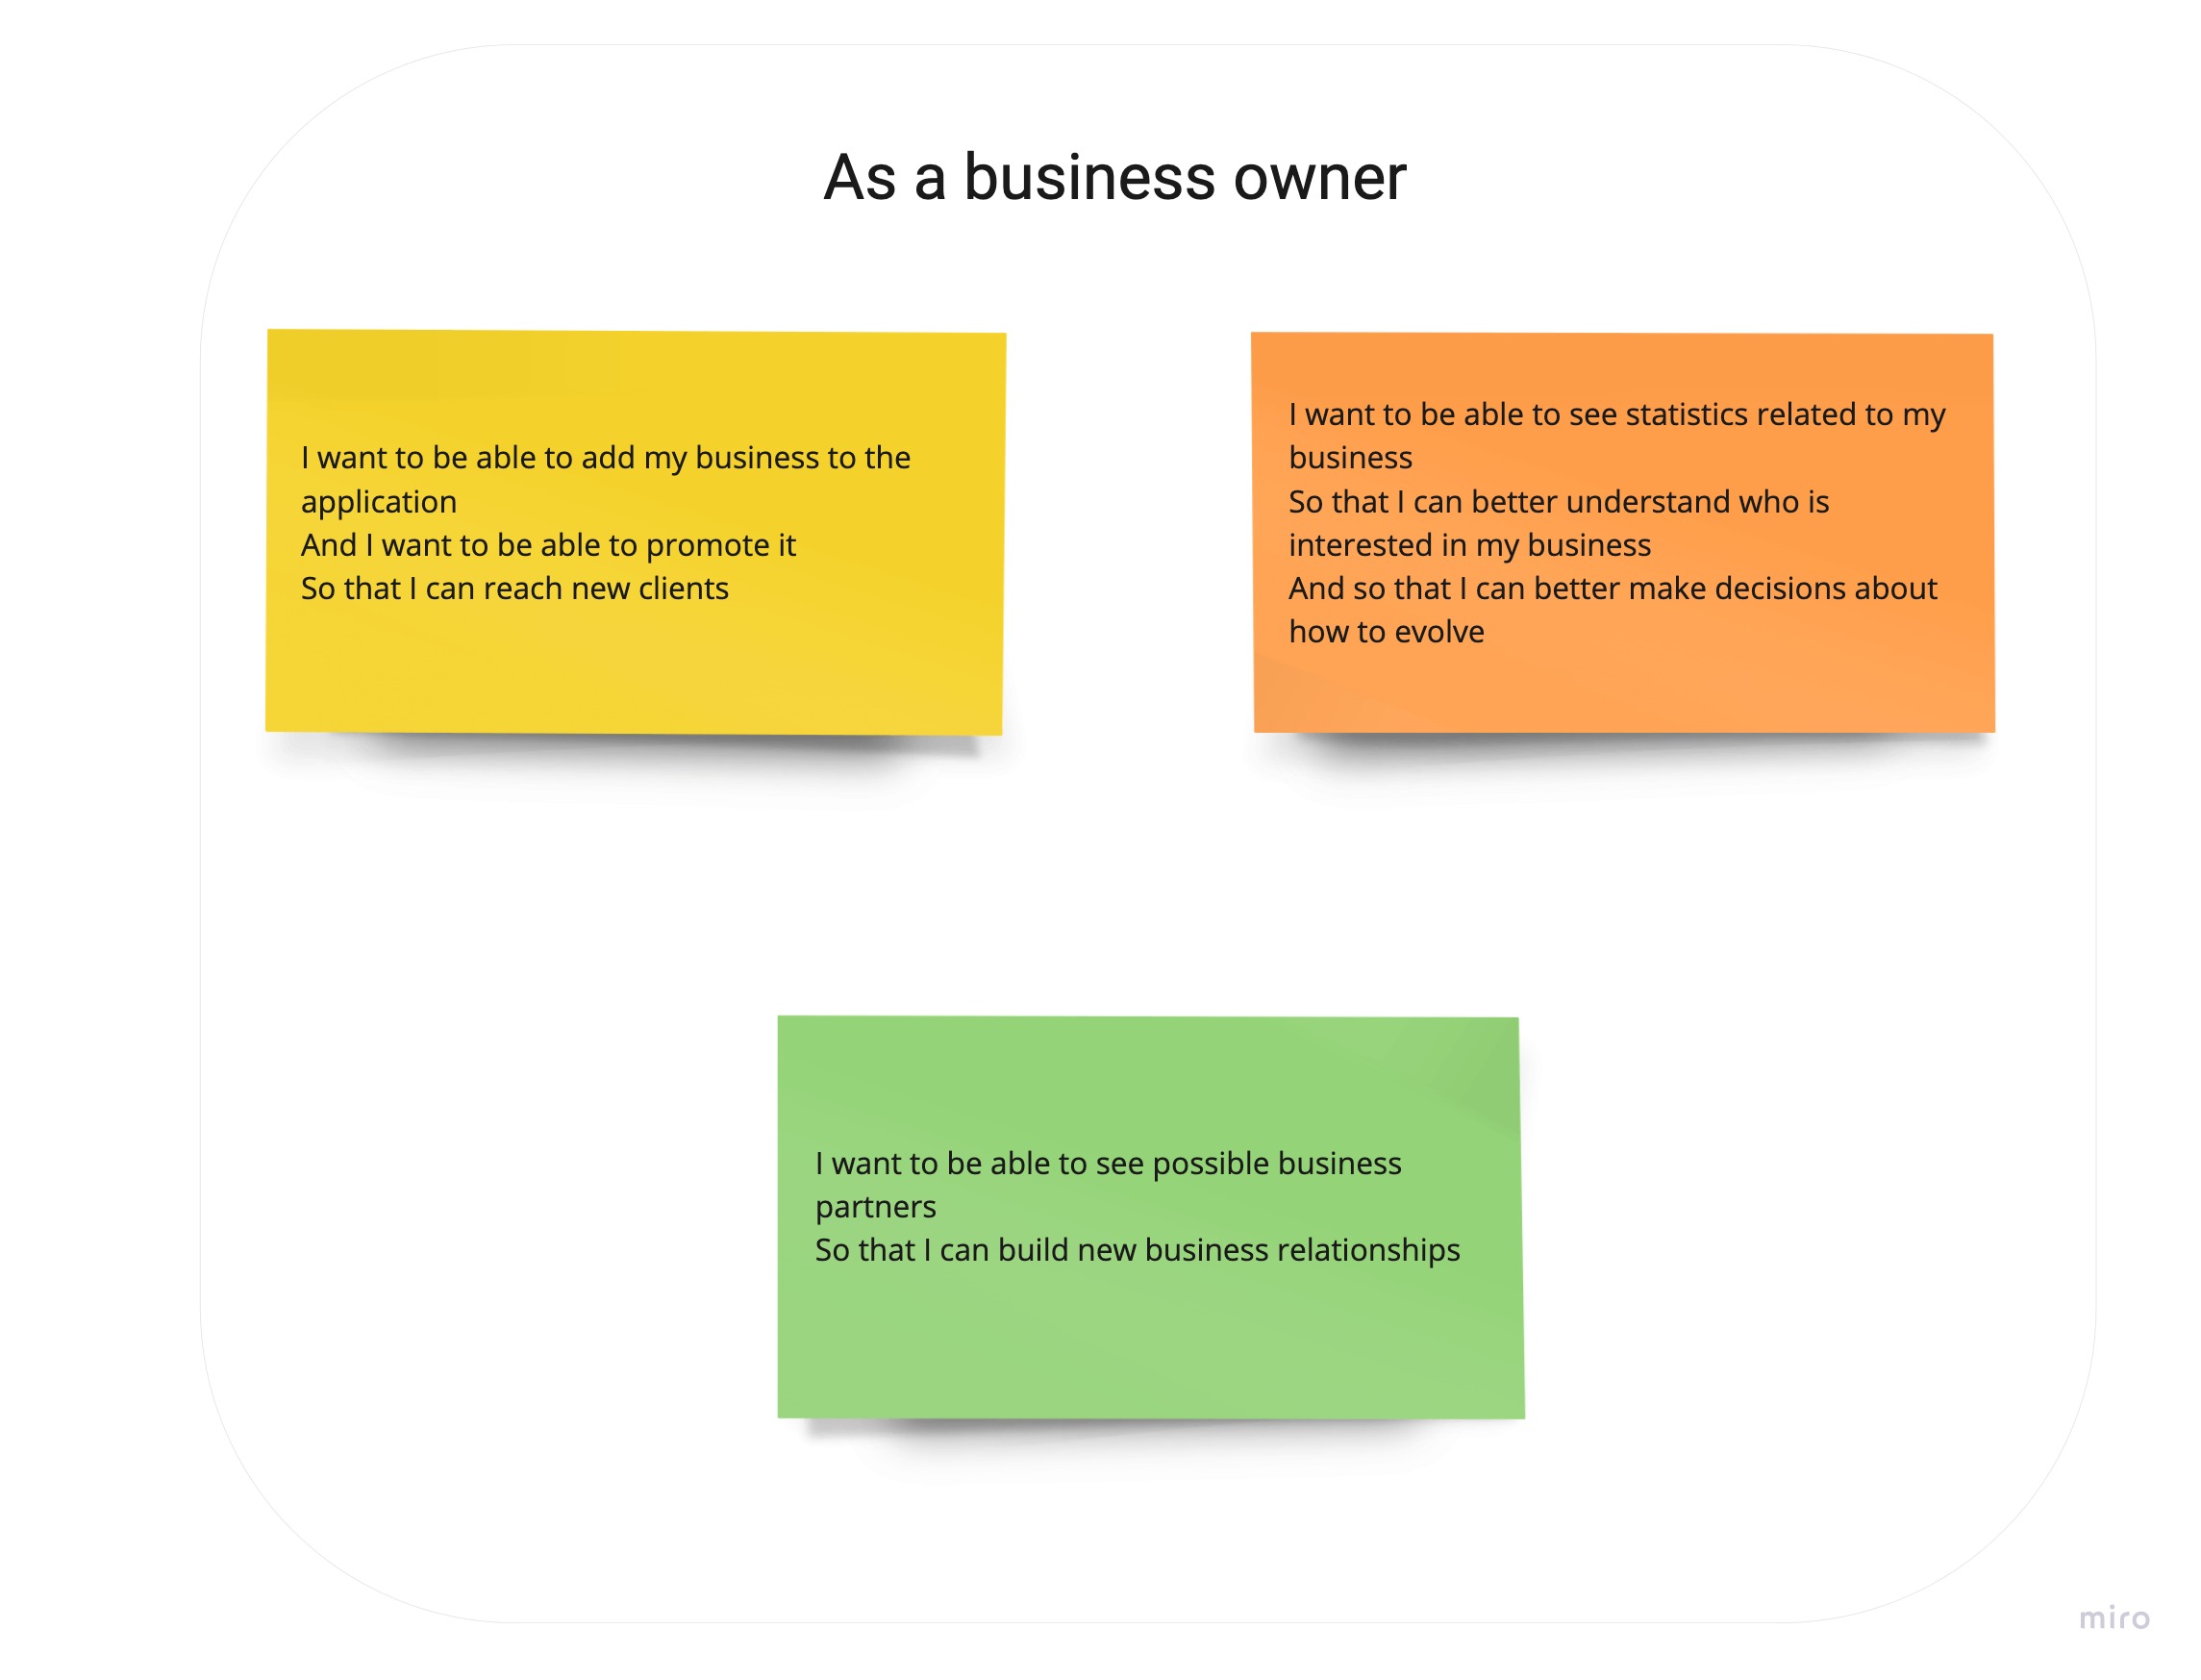 As a business owner
I want to be able to add my business to the
application
And I want to be able to promote it
So that I can reach new clients
I want to be able to see statistics related to my
business
So that I can better understand who is
interested in my business
And so that I can better make decisions about
how to evolve
I want to be able to see possible business
partners
So that I can build new business relationships
miro